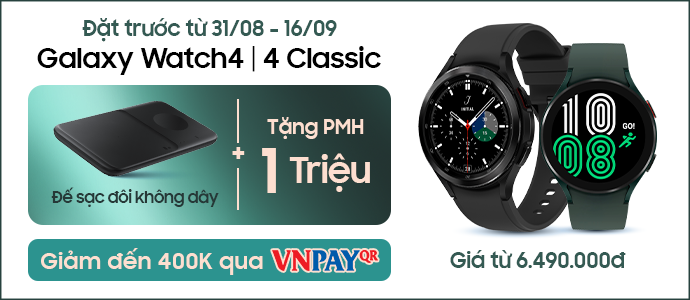 Đặt trước từ 31/08 - 16/09
Galaxy Watch4 | 4 Classic
Đế sạc đôi không dây
+
Tặng PMH
1 Triệu
Giảm đến 400K qua VNPAYQR
INITIAL
10
08
GO!
Giá từ 6.490.000đ